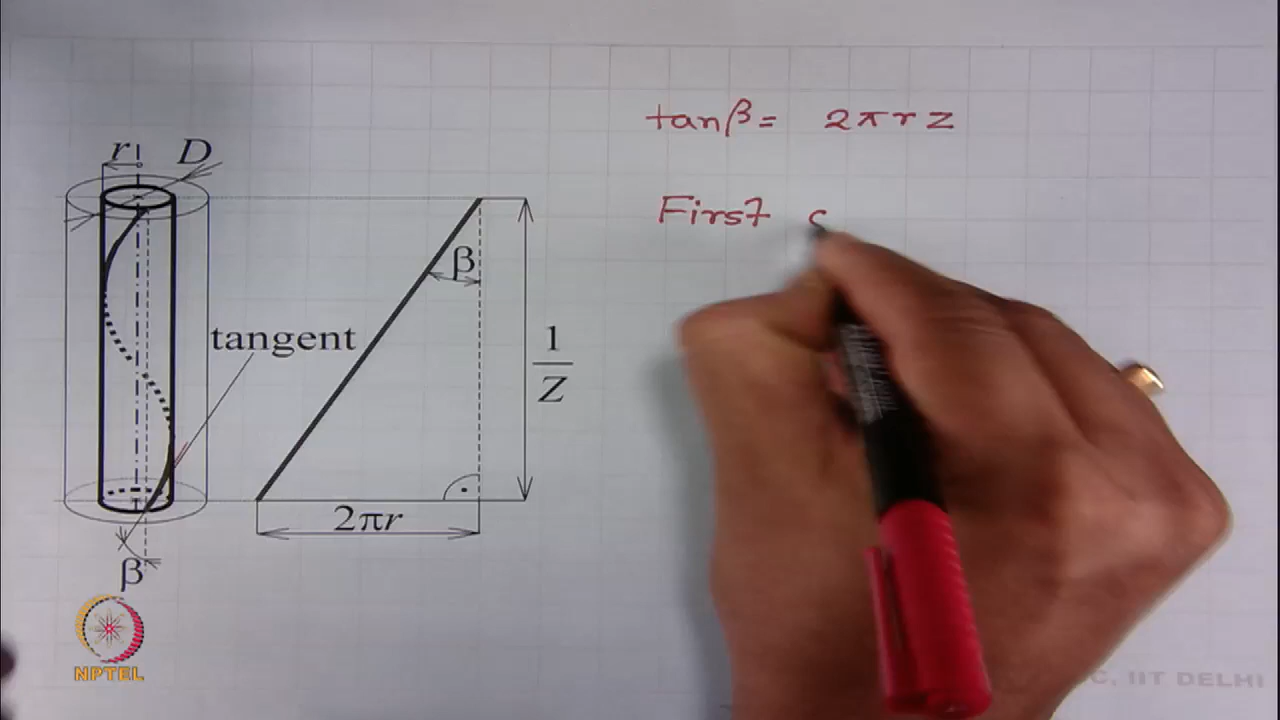 tanβ = 2πrz
First
r D
β
tangent
1
Z
2πr
β
NPTEL
C, IIT DELHI